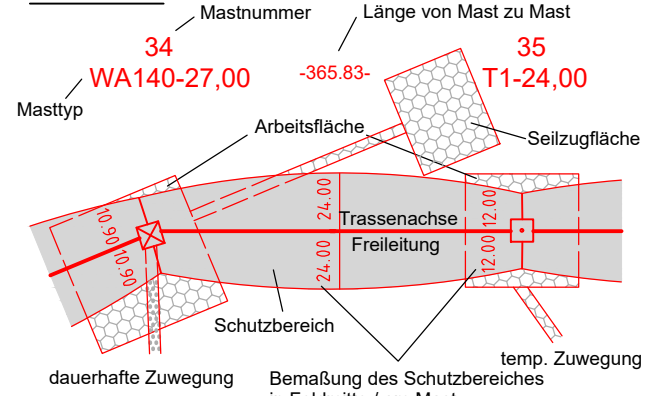 Mastnummer
Länge von Mast zu Mast
34
35
WA140-27,00
-365.83-
T1-24,00
Masttyp
Arbeitsfläche
Seilzugfläche
10.90
10.90
24.00
24.00
Trassenachse
Freileitung
12.00
12.00
Schutzbereich
temp. Zuwegung
dauerhafte Zuwegung
Bemaßung des Schutzbereiches